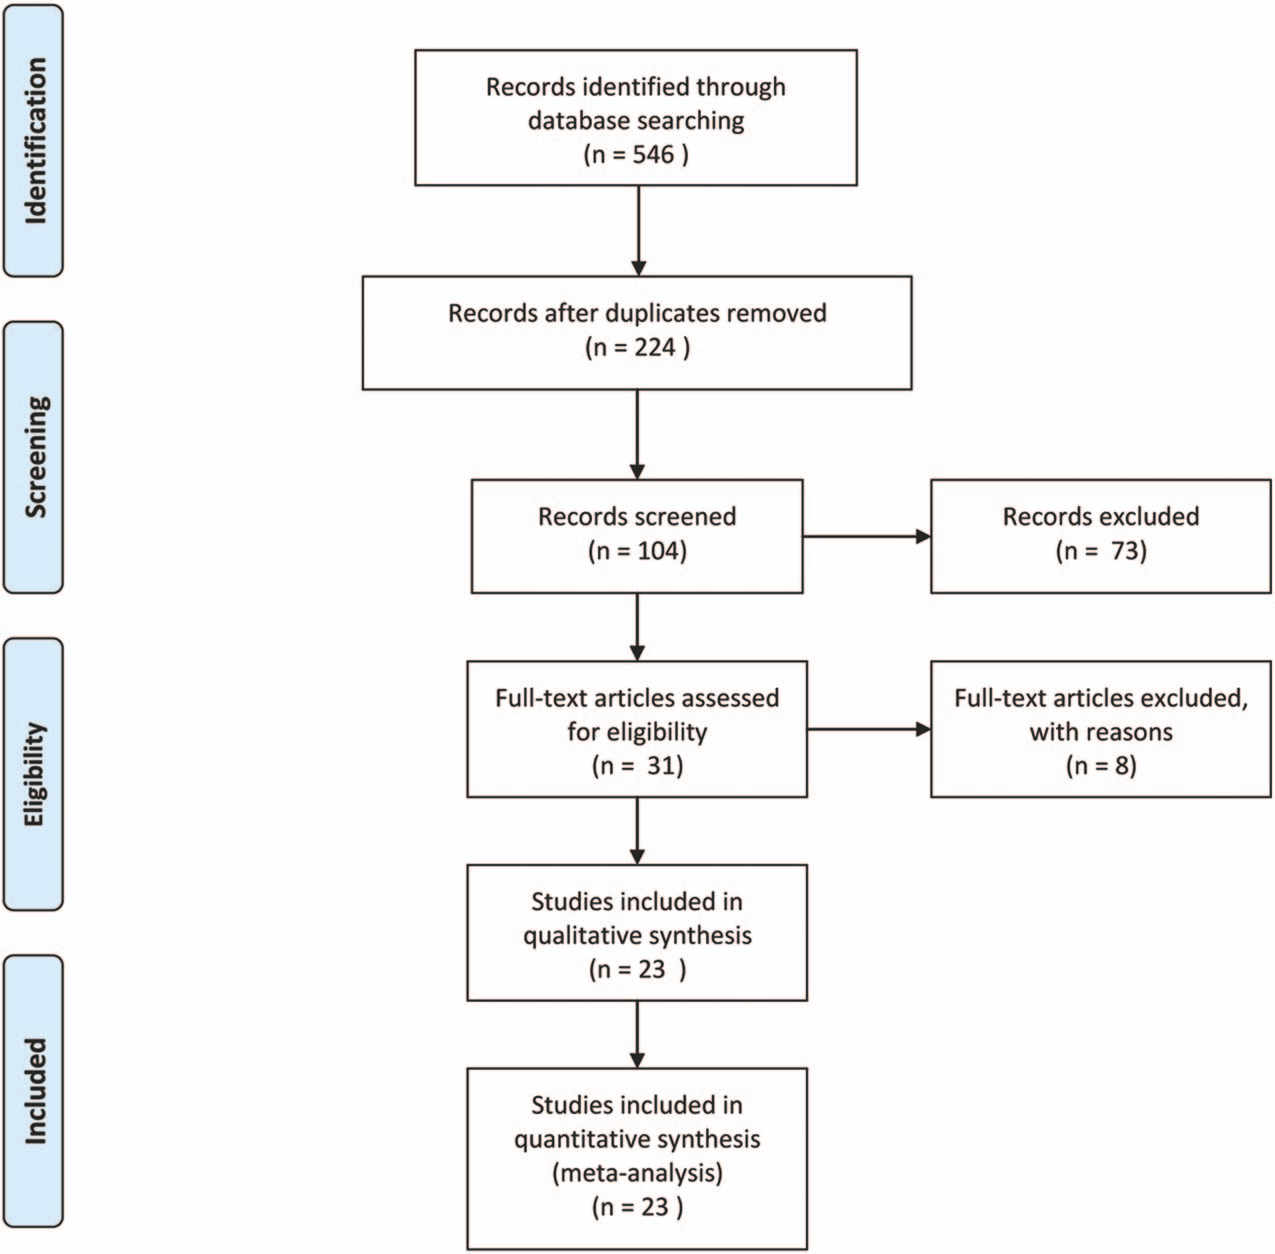 Identification
Records identified through
database searching
(n = 546 )
Records after duplicates removed
(n = 224 )
Screening
Records screened
(n = 104)
Records excluded
(n =  73)
Eligibility
Full-text articles assessed
for eligibility
(n =  31)
Full-text articles excluded,
with reasons
(n = 8)
Studies included in
qualitative synthesis
(n = 23  )
Included
Studies included in
quantitative synthesis
(meta-analysis)
(n = 23 )